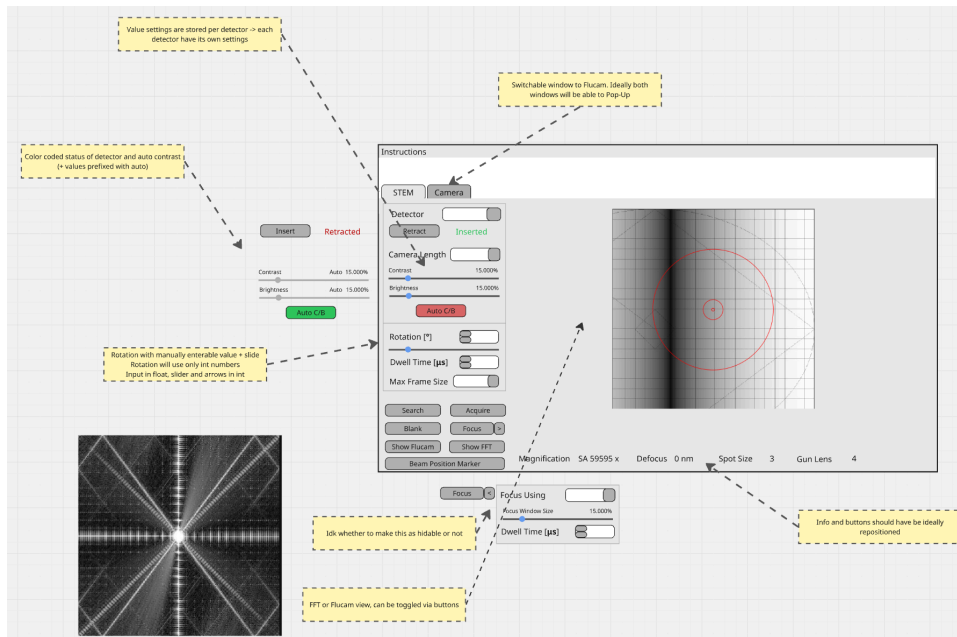 Value settings are stored per detector -> each
detector have its own settings
Switchable window to Flucam. Ideally both
windows will be able to Pop-Up
Color coded status of detector and auto contrast
(+ values prefixed with auto)
Instructions
STEM
Camera
Detector
Retract
Inserted
Camera Length
Contrast
15.000%
Brightness
15.000%
Auto C/B
Insert
Retracted
Contrast
Auto 15.000%
Brightness
Auto 15.000%
Auto C/B
Rotation [°]
Dwell Time [µs]
Max Frame Size
Rotation with manually enterable value + slide
Rotation will use only int numbers
Input in float, slider and arrows in int
Search
Acquire
Blank
Focus
>
Show Flucam
Show FFT
Beam Position Marker
Magnification
SA 59595 x
Defocus
0 nm
Spot Size
3
Gun Lens
4
Focus
<
Focus Using
Focus Window Size
15.000%
Dwell Time [µs]
Idk whether to make this as hidable or not
Info and buttons should have be ideally
repositioned
FFT or Flucam view, can be toggled via buttons